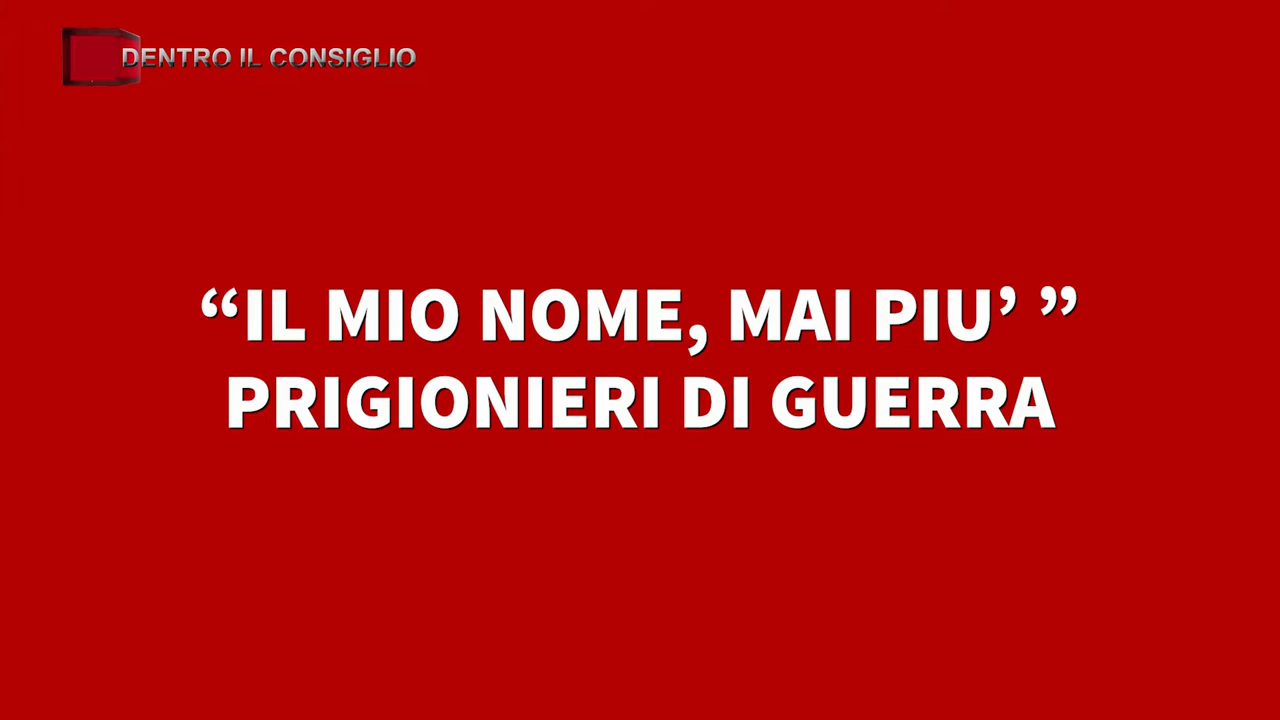 DENTRO IL CONSIGLIO
“IL MIO NOME, MAI PIU’ ”
PRIGIONIERI DI GUERRA